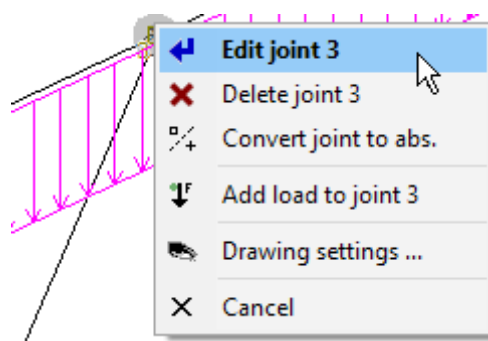 Edit joint 3
Delete joint 3
Convert joint to abs.
Add load to joint 3
Drawing settings ...
Cancel